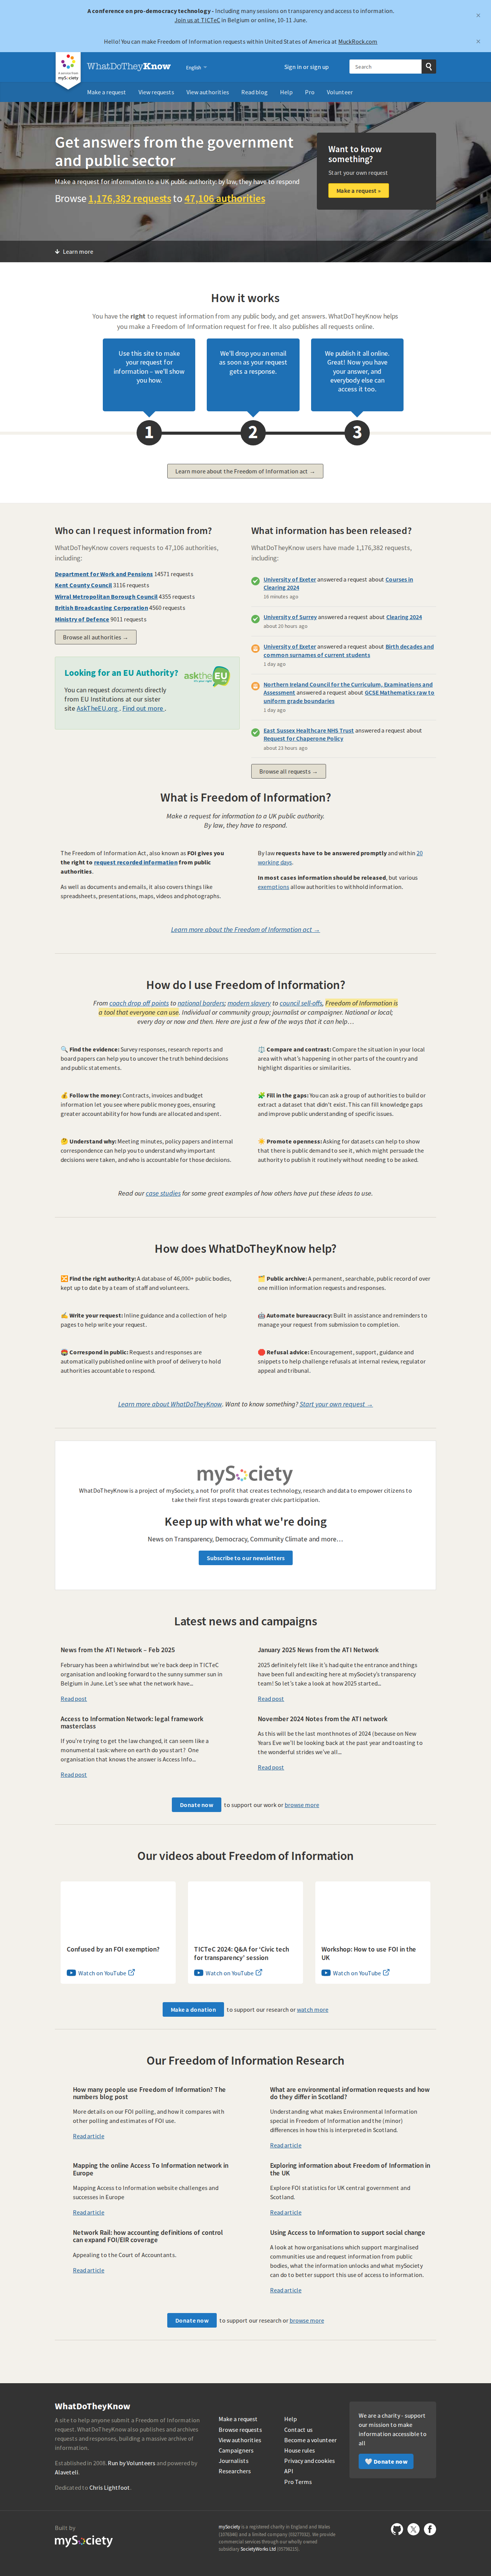 A conference on pro-democracy technology - Including many sessions on transparency and access to information.
Join us at TICTeC in Belgium or online, 10-11 June.
×
Hello! You can make Freedom of Information requests within United States of America at MuckRock.com
×
A service from
mySociety
WhatDoTheyKnow
English
Sign in or sign up
Search
Make a request
View requests
View authorities
Read blog
Help
Pro
Volunteer
Get answers from the government
and public sector
Make a request for information to a UK public authority: by law, they have to respond
Browse 1,176,382 requests to 47,106 authorities
Want to know
something?
Start your own request
Make a request »
Learn more
How it works
You have the right to request information from any public body, and get answers. WhatDoTheyKnow helps
you make a Freedom of Information request for free. It also publishes all requests online.
Use this site to make
your request for
information – we'll show
you how.
We'll drop you an email
as soon as your request
gets a response.
We publish it all online.
Great! Now you have
your answer, and
everybody else can
access it too.
1
2
3
Learn more about the Freedom of Information act →
Who can I request information from?
WhatDoTheyKnow covers requests to 47,106 authorities,
including:
Department for Work and Pensions 14571 requests
Kent County Council 3116 requests
Wirral Metropolitan Borough Council 4355 requests
British Broadcasting Corporation 4560 requests
Ministry of Defence 9011 requests
Browse all authorities →
Looking for an EU Authority?
asktheEU
You can request documents directly
from EU Institutions at our sister
site AskTheEU.org . Find out more .
What information has been released?
WhatDoTheyKnow users have made 1,176,382 requests,
including:
University of Exeter answered a request about Courses in
Clearing 2024
16 minutes ago
University of Surrey answered a request about Clearing 2024
about 20 hours ago
University of Exeter answered a request about Birth decades and
common surnames of current students
1 day ago
Northern Ireland Council for the Curriculum, Examinations and
Assessment answered a request about GCSE Mathematics raw to
uniform grade boundaries
1 day ago
East Sussex Healthcare NHS Trust answered a request about
Request for Chaperone Policy
about 23 hours ago
Browse all requests →
What is Freedom of Information?
Make a request for information to a UK public authority.
By law, they have to respond.
The Freedom of Information Act, also known as FOI gives you
the right to request recorded information from public
authorities.
As well as documents and emails, it also covers things like
spreadsheets, presentations, maps, videos and photographs.
By law requests have to be answered promptly and within 20
working days.
In most cases information should be released, but various
exemptions allow authorities to withhold information.
Learn more about the Freedom of Information act →
How do I use Freedom of Information?
From coach drop off points to national borders; modern slavery to council sell-offs, Freedom of Information is
a tool that everyone can use. Individual or community group; journalist or campaigner. National or local;
every day or now and then. Here are just a few of the ways that it can help…
🔍 Find the evidence: Survey responses, research reports and
board papers can help you to uncover the truth behind decisions
and public statements.
⚖️ Compare and contrast: Compare the situation in your local
area with what's happening in other parts of the country and
highlight disparities or similarities.
💰 Follow the money: Contracts, invoices and budget
information let you see where public money goes, ensuring
greater accountability for how funds are allocated and spent.
🧩 Fill in the gaps: You can ask a group of authorities to build or
extract a dataset that didn't exist. This can fill knowledge gaps
and improve public understanding of specific issues.
🤔 Understand why: Meeting minutes, policy papers and internal
correspondence can help you to understand why important
decisions were taken, and who is accountable for those decisions.
☀️ Promote openness: Asking for datasets can help to show
that there is public demand to see it, which might persuade the
authority to publish it routinely without needing to be asked.
Read our case studies for some great examples of how others have put these ideas to use.
How does WhatDoTheyKnow help?
🔀 Find the right authority: A database of 46,000+ public bodies,
kept up to date by a team of staff and volunteers.
🗂️ Public archive: A permanent, searchable, public record of over
one million information requests and responses.
✍️ Write your request: Inline guidance and a collection of help
pages to help write your request.
🤖 Automate bureaucracy: Built in assistance and reminders to
manage your request from submission to completion.
📮 Correspond in public: Requests and responses are
automatically published online with proof of delivery to hold
authorities accountable to respond.
🛑 Refusal advice: Encouragement, support, guidance and
snippets to help challenge refusals at internal review, regulator
appeal and tribunal.
Learn more about WhatDoTheyKnow. Want to know something? Start your own request →
mySociety
WhatDoTheyKnow is a project of mySociety, a not for profit that creates technology, research and data to empower citizens to
take their first steps towards greater civic participation.
Keep up with what we're doing
News on Transparency, Democracy, Community Climate and more…
Subscribe to our newsletters
Latest news and campaigns
News from the ATI Network – Feb 2025
February has been a whirlwind but we're back deep in TICTeC
organisation and looking forward to the sunny summer sun in
Belgium in June. Let's see what the network have...
Read post
January 2025 News from the ATI Network
2025 definitely felt like it's had quite the entrance and things
have been full and exciting here at mySociety's transparency
team! So let's take a look at how 2025 started...
Read post
Access to Information Network: legal framework
masterclass
If you're trying to get the law changed, it can seem like a
monumental task: where on earth do you start?  One
organisation that knows the answer is Access Info...
Read post
November 2024 Notes from the ATI network
As this will be the last monthnotes of 2024 (because on New
Years Eve we'll be looking back at the past year and toasting to
the wonderful strides we've all...
Read post
Donate now to support our work or browse more
Our videos about Freedom of Information
Confused by an FOI exemption?
Watch on YouTube
TICTeC 2024: Q&A for 'Civic tech
for transparency' session
Watch on YouTube
Workshop: How to use FOI in the
UK
Watch on YouTube
Make a donation to support our research or watch more
Our Freedom of Information Research
How many people use Freedom of Information? The
numbers blog post
More details on our FOI polling, and how it compares with
other polling and estimates of FOI use.
Read article
What are environmental information requests and how
do they differ in Scotland?
Understanding what makes Environmental Information
special in Freedom of Information and the (minor)
differences in how this is interpreted in Scotland.
Read article
Mapping the online Access To Information network in
Europe
Mapping Access to Information website challenges and
successes in Europe
Read article
Exploring information about Freedom of Information in
the UK
Explore FOI statistics for UK central government and
Scotland.
Read article
Network Rail: how accounting definitions of control
can expand FOI/EIR coverage
Appealing to the Court of Accountants.
Read article
Using Access to Information to support social change
A look at how organisations which support marginalised
communities use and request information from public
bodies, what the information unlocks and what mySociety
can do to better support this use of access to information.
Read article
Donate now to support our research or browse more
WhatDoTheyKnow
A site to help anyone submit a Freedom of Information
request. WhatDoTheyKnow also publishes and archives
requests and responses, building a massive archive of
information.
Established in 2008. Run by Volunteers and powered by
Alaveteli.
Dedicated to Chris Lightfoot.
Make a request
Browse requests
View authorities
Campaigners
Journalists
Researchers
Help
Contact us
Become a volunteer
House rules
Privacy and cookies
API
Pro Terms
We are a charity - support
our mission to make
information accessible to
all
🤍 Donate now
Built by
mySociety
mySociety is a registered charity in England and Wales
(1076346) and a limited company (03277032). We provide
commercial services through our wholly owned
subsidiary SocietyWorks Ltd (05798215).